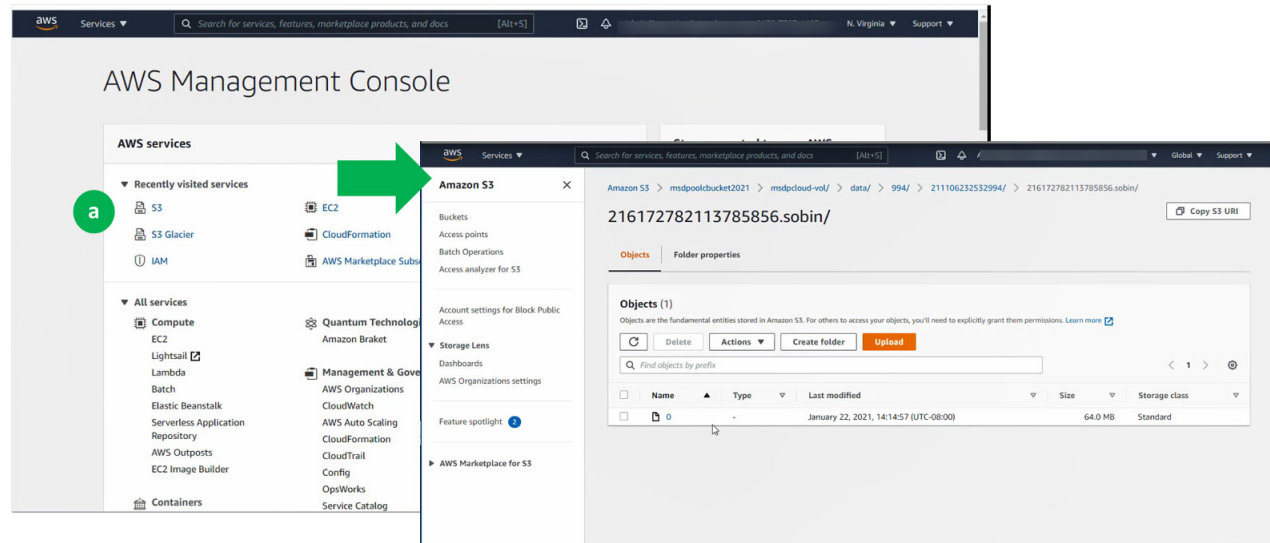 aws Services ▼ Search for services, features, marketplace products, and docs [Alt+S] N. Virginia ▼ Support ▼
AWS Management Console
AWS services
▼ Recently visited services
a
S3
EC2
S3 Glacier
CloudFormation
IAM
AWS Marketplace Subs
▼ All services
Compute
EC2
Lightsail
Lambda
Batch
Elastic Beanstalk
Serverless Application
Repository
AWS Outposts
EC2 Image Builder
Containers
Quantum Technologi
Amazon Braket
Management & Gove
AWS Organizations
CloudWatch
AWS Auto Scaling
CloudFormation
CloudTrail
Config
OpsWorks
Service Catalog
aws Services ▼ Search for services, features, marketplace products, and docs [Alt+S] Global ▼ Support ▼
Amazon S3
Buckets
Access points
Batch Operations
Access analyzer for S3
Account settings for Block Public
Access
▼ Storage Lens
Dashboards
AWS Organizations settings
Feature spotlight 2
▶ AWS Marketplace for S3
Amazon S3 > msdpoolcbucket2021 > msdpcloud-vol/ > data/ > 994/ > 211106232532994/ > 216172782113785856.sobin/
216172782113785856.sobin/
Copy S3 URI
Objects Folder properties
Objects (1)
Objects are the fundamental entities stored in Amazon S3. For others to access your objects, you'll need to explicitly grant them permissions. Learn more
Delete Actions ▼ Create folder Upload
Find objects by prefix
< 1 >
Name ▲ Type Last modified Size Storage class
0 - January 22, 2021, 14:14:57 (UTC-08:00) 64.0 MB Standard